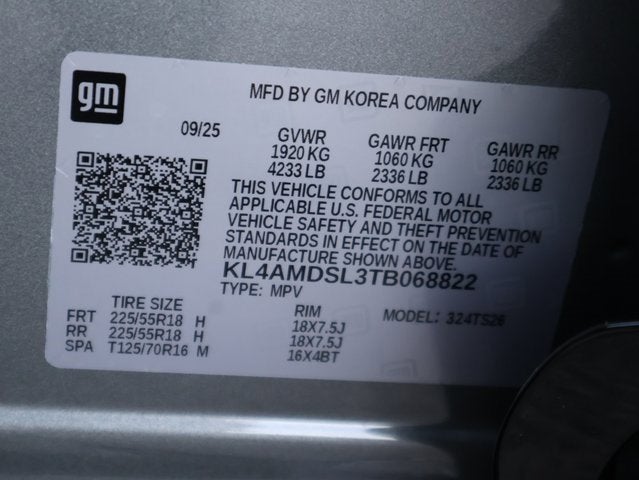 gm
MFD BY GM KOREA COMPANY
09/25 GVWR GAWR FRT GAWR RR
1920 KG 1060 KG 1060 KG
4233 LB 2336 LB 2336 LB
THIS VEHICLE CONFORMS TO ALL
APPLICABLE U.S. FEDERAL MOTOR
VEHICLE SAFETY AND THEFT PREVENTION
STANDARDS IN EFFECT ON THE DATE OF
MANUFACTURE SHOWN ABOVE.
KL4AMDSL3TB068822
TYPE: MPV
TIRE SIZE RIM MODEL: 324TS26
FRT 225/55R18 H 18X7.5J
RR 225/55R18 H 18X7.5J
SPA T125/70R16 M 16X4BT